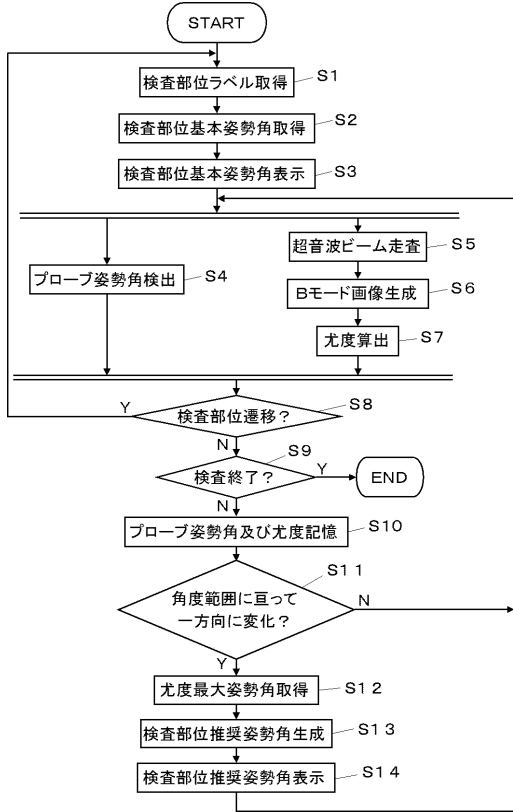 START
検査部位ラベル取得
S1
検査部位基本姿勢角取得
S2
検査部位基本姿勢角表示
S3
超音波ビーム走査
S5
プローブ姿勢角検出
S4
Bモード画像生成
S6
尤度算出
S7
検査部位遷移？
S8
Y
N
検査終了？
S9
Y
END
N
プローブ姿勢角及び尤度記憶
S10
角度範囲に亘って
一方向に変化？
S11
N
Y
尤度最大姿勢角取得
S12
検査部位推奨姿勢角生成
S13
検査部位推奨姿勢角表示
S14